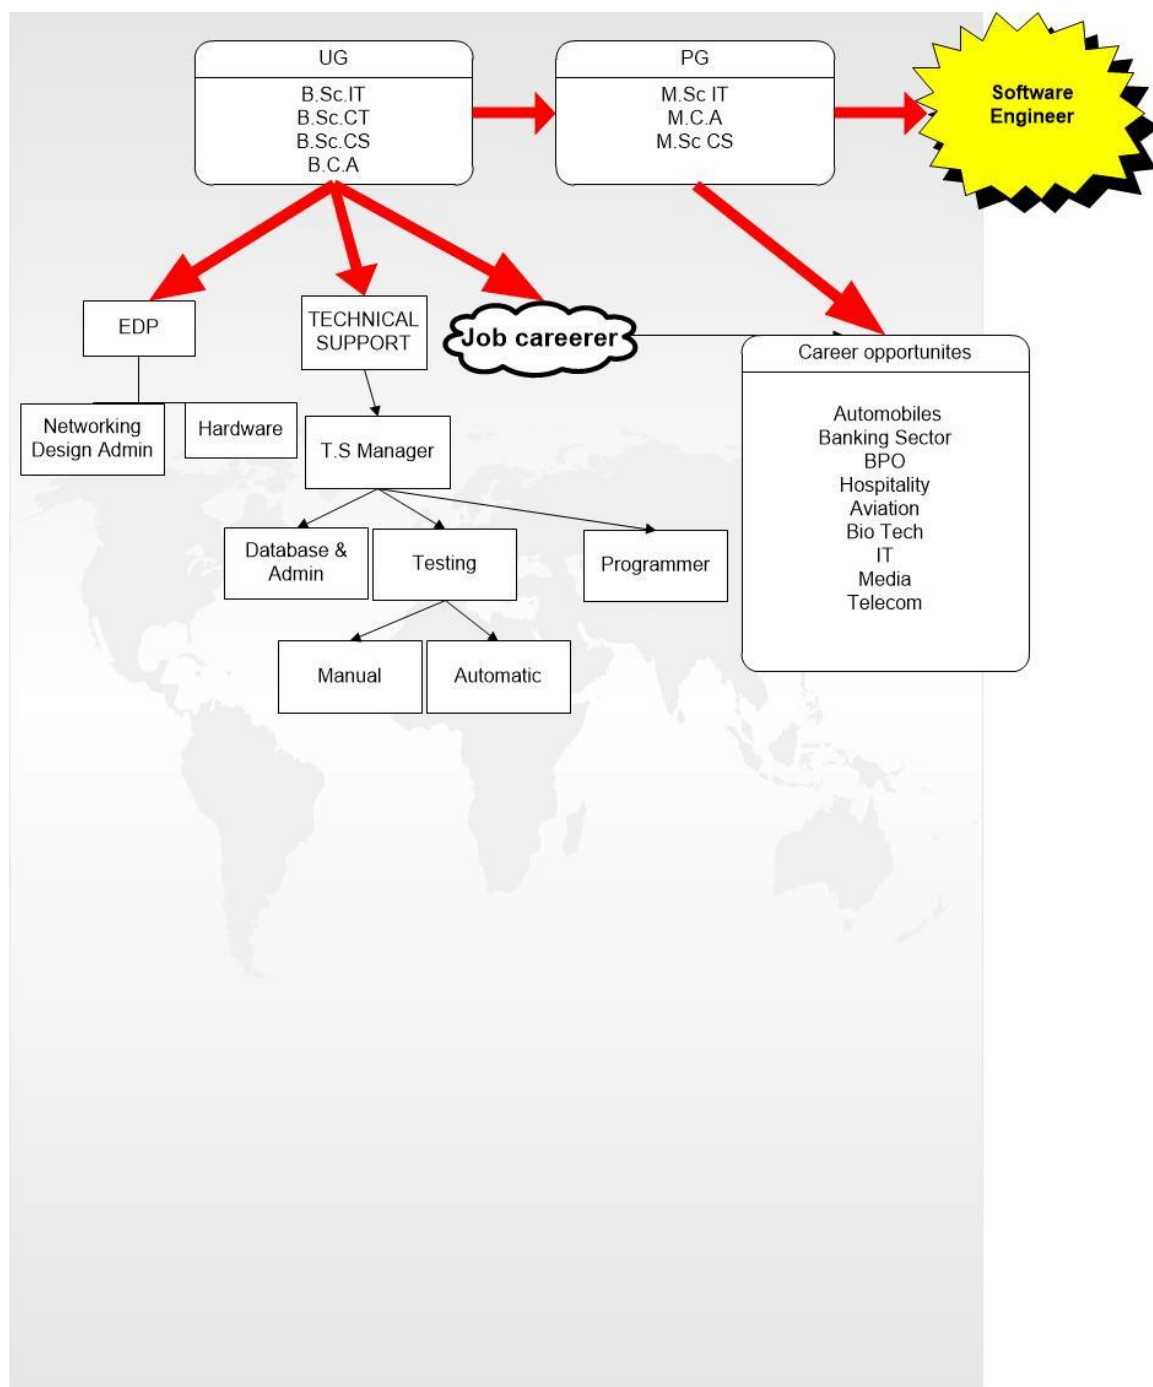 UG
B.Sc.IT
B.Sc.CT
B.Sc.CS
B.C.A
PG
M.Sc IT
M.C.A
M.Sc CS
Software
Engineer
EDP
TECHNICAL
SUPPORT
Job careerer
Career opportunites
Automobiles
Banking Sector
BPO
Hospitality
Aviation
Bio Tech
IT
Media
Telecom
Networking
Design Admin
Hardware
T.S Manager
Database &
Admin
Testing
Programmer
Manual
Automatic